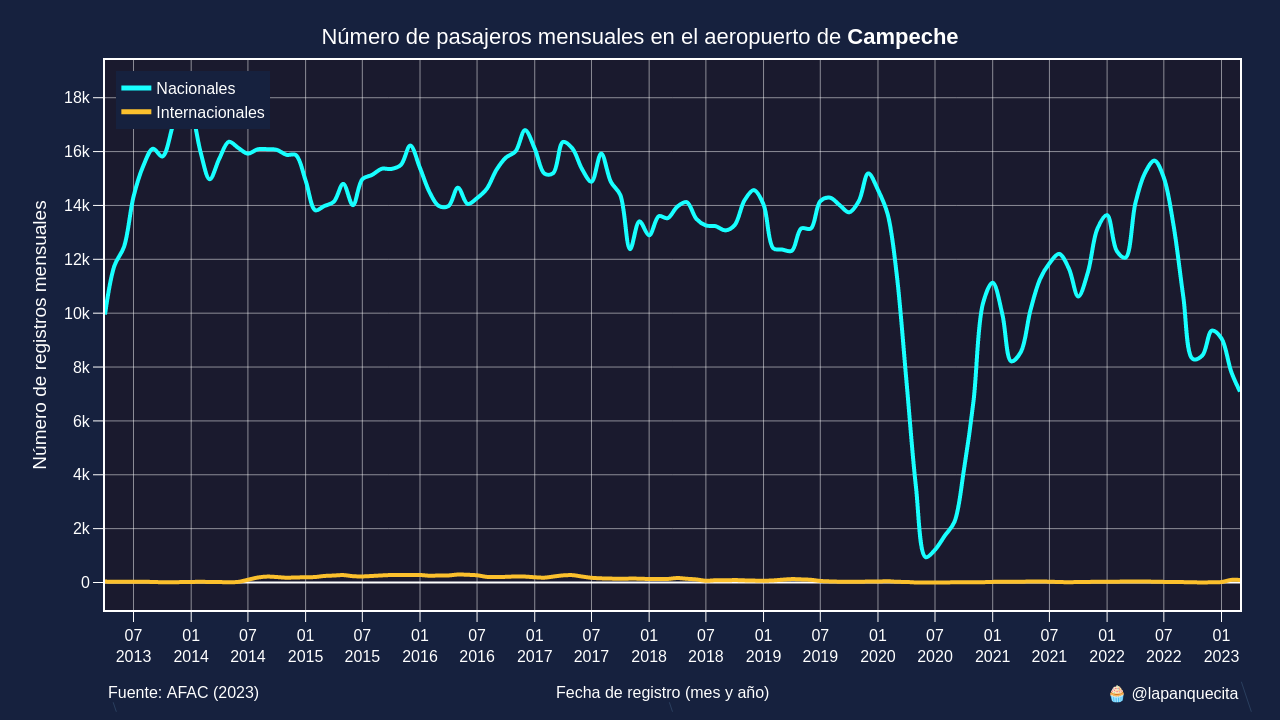 Número de pasajeros mensuales en el aeropuerto de Campeche
Nacionales
Internacionales
Número de registros mensuales
18k
16k
14k
12k
10k
8k
6k
4k
2k
0
07 01 07 01 07 01 07 01 07 01 07 01 07 01 07 01 07 01 07 01
2013 2014 2014 2015 2015 2016 2016 2017 2017 2018 2018 2019 2019 2020 2020 2021 2021 2022 2022 2023
Fuente: AFAC (2023)
Fecha de registro (mes y año)
🧁 @lapanquecita